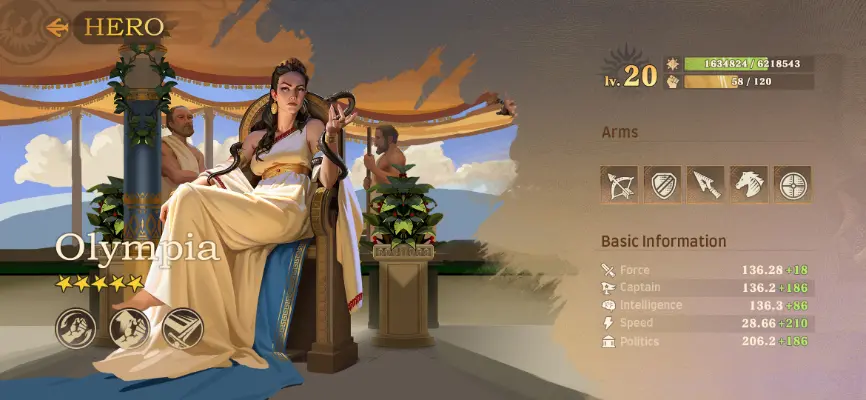 HERO
lv. 20
1634824 / 6218543
58 / 120
Arms
Olympia
Basic Information
Force 136.28 +18
Captain 136.2 +186
Intelligence 136.3 +86
Speed 28.66 +210
Politics 206.2 +186